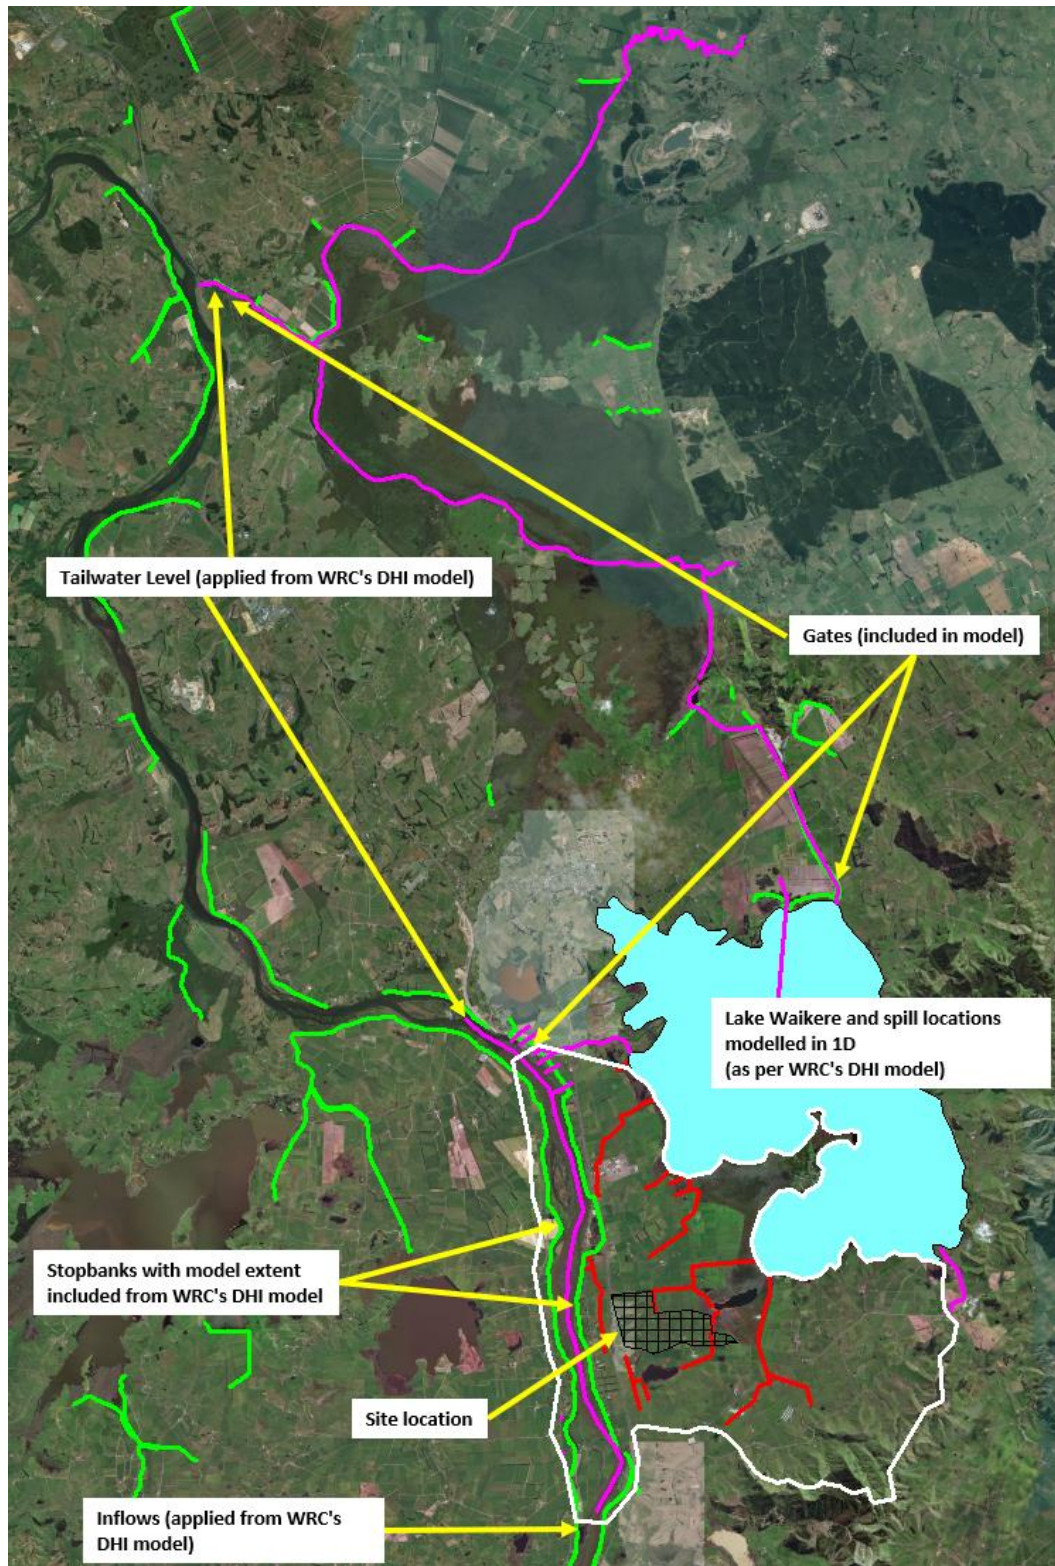 Tailwater Level (applied from WRC's DHI model)
Gates (included in model)
Lake Waikere and spill locations
modelled in 1D
(as per WRC's DHI model)
Stopbanks with model extent
included from WRC's DHI model
Site location
Inflows (applied from WRC's
DHI model)